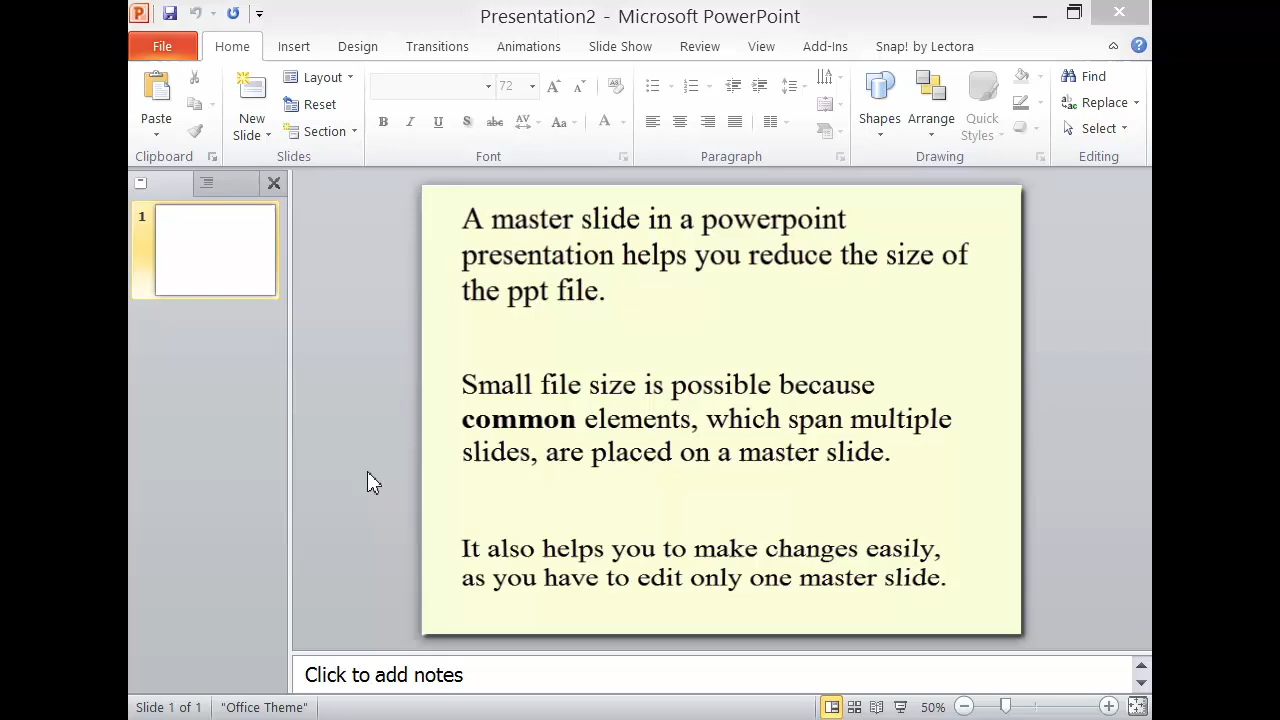 Presentation2 - Microsoft PowerPoint
File Home Insert Design Transitions Animations Slide Show Review View Add-Ins Snap! by Lectora
Paste
Clipboard
New
Slide
Layout
Reset
Section
Slides
72
B I U S abc AV Aa A
Font
Paragraph
Shapes
Arrange
Quick
Styles
Drawing
Find
Replace
Select
Editing
1
A master slide in a powerpoint
presentation helps you reduce the size of
the ppt file.
Small file size is possible because
common elements, which span multiple
slides, are placed on a master slide.
It also helps you to make changes easily,
as you have to edit only one master slide.
Click to add notes
Slide 1 of 1 "Office Theme" 50%